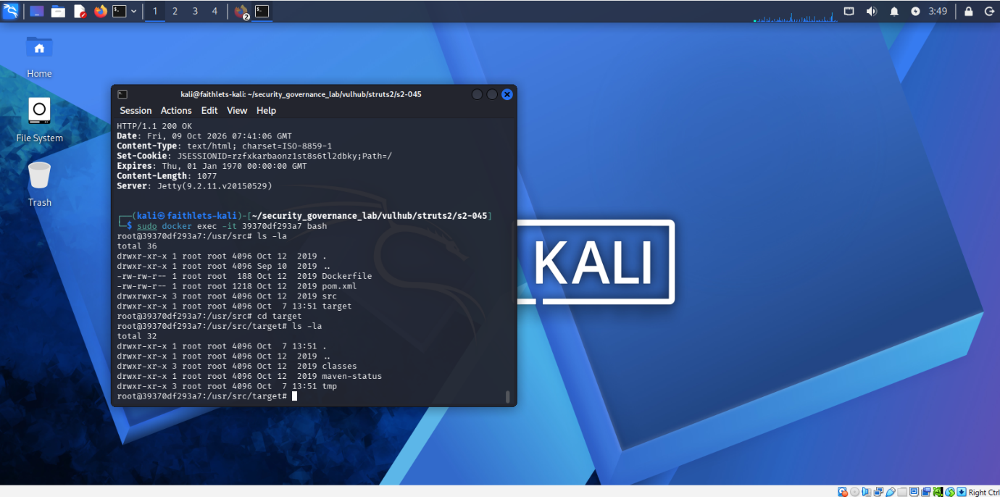 1 2 3 4
2
3:49
Home
File System
Trash
kali@faithlets-kali: ~/security_governance_lab/vulhub/struts2/s2-045
Session Actions Edit View Help
HTTP/1.1 200 OK
Date: Fri, 09 Oct 2026 07:41:06 GMT
Content-Type: text/html; charset=ISO-8859-1
Set-Cookie: JSESSIONID=rzfxkarbaonz1st8s6tl2dbky;Path=/
Expires: Thu, 01 Jan 1970 00:00:00 GMT
Content-Length: 1077
Server: Jetty(9.2.11.v20150529)
┌──(kali㉿faithlets-kali)-[~/security_governance_lab/vulhub/struts2/s2-045]
└─$ sudo docker exec -it 39370df293a7 bash
root@39370df293a7:/usr/src# ls -la
total 36
drwxr-xr-x 1 root root 4096 Oct 12  2019 .
drwxr-xr-x 1 root root 4096 Sep 10  2019 ..
-rw-rw-r-- 1 root root  188 Oct 12  2019 Dockerfile
-rw-rw-r-- 1 root root 1218 Oct 12  2019 pom.xml
drwxrwxr-x 3 root root 4096 Oct 12  2019 src
drwxr-xr-x 1 root root 4096 Oct  7 13:51 target
root@39370df293a7:/usr/src# cd target
root@39370df293a7:/usr/src/target# ls -la
total 32
drwxr-xr-x 1 root root 4096 Oct  7 13:51 .
drwxr-xr-x 1 root root 4096 Oct 12  2019 ..
drwxr-xr-x 3 root root 4096 Oct 12  2019 classes
drwxr-xr-x 1 root root 4096 Oct 12  2019 maven-status
drwxr-xr-x 3 root root 4096 Oct  7 13:51 tmp
root@39370df293a7:/usr/src/target#
KALI
Right Ctrl